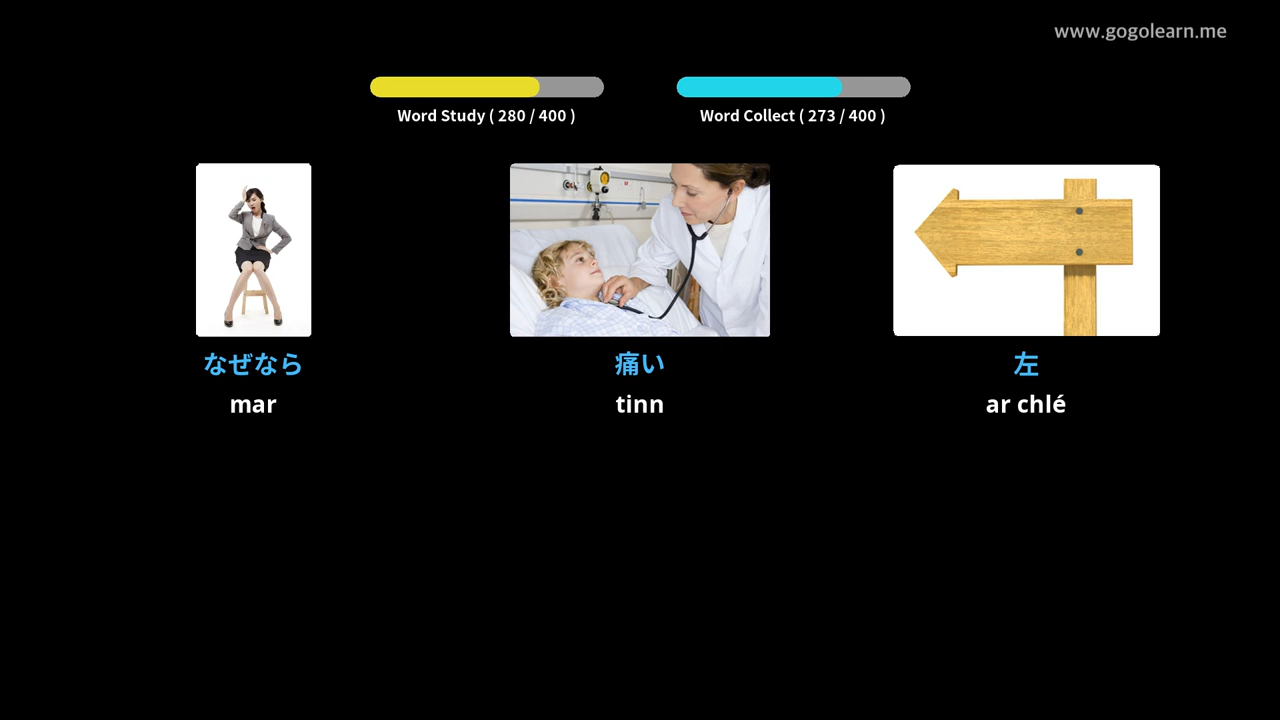 www.gogolearn.me
Word Study ( 280 / 400 )
Word Collect ( 273 / 400 )
なぜなら
mar
痛い
tinn
左
ar chlé